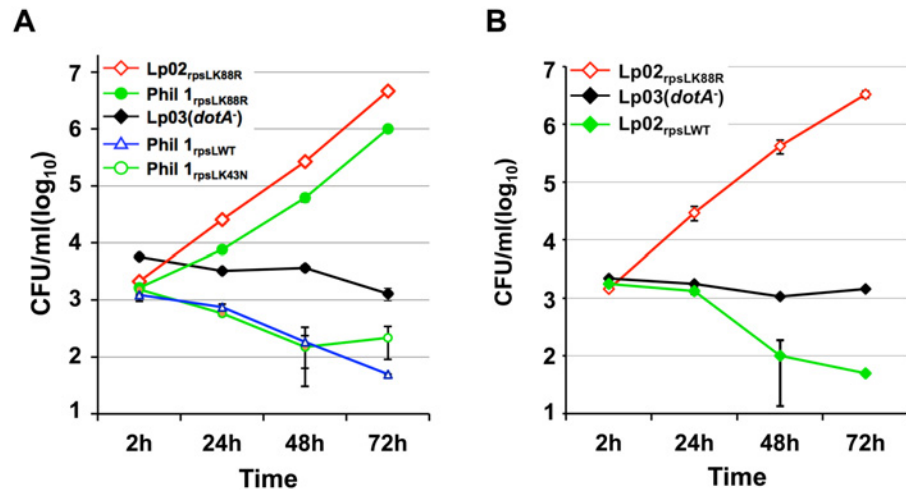 A
Lp02rpsLK88R
Phil 1rpsLK88R
Lp03(dotA-)
Phil 1rpsLWT
Phil 1rpsLK43N
CFU/ml(log10)
7
6
5
4
3
2
1
2h 24h 48h 72h
Time
B
Lp02rpsLK88R
Lp03(dotA-)
Lp02rpsLWT
CFU/ml(log10)
7
6
5
4
3
2
1
2h 24h 48h 72h
Time